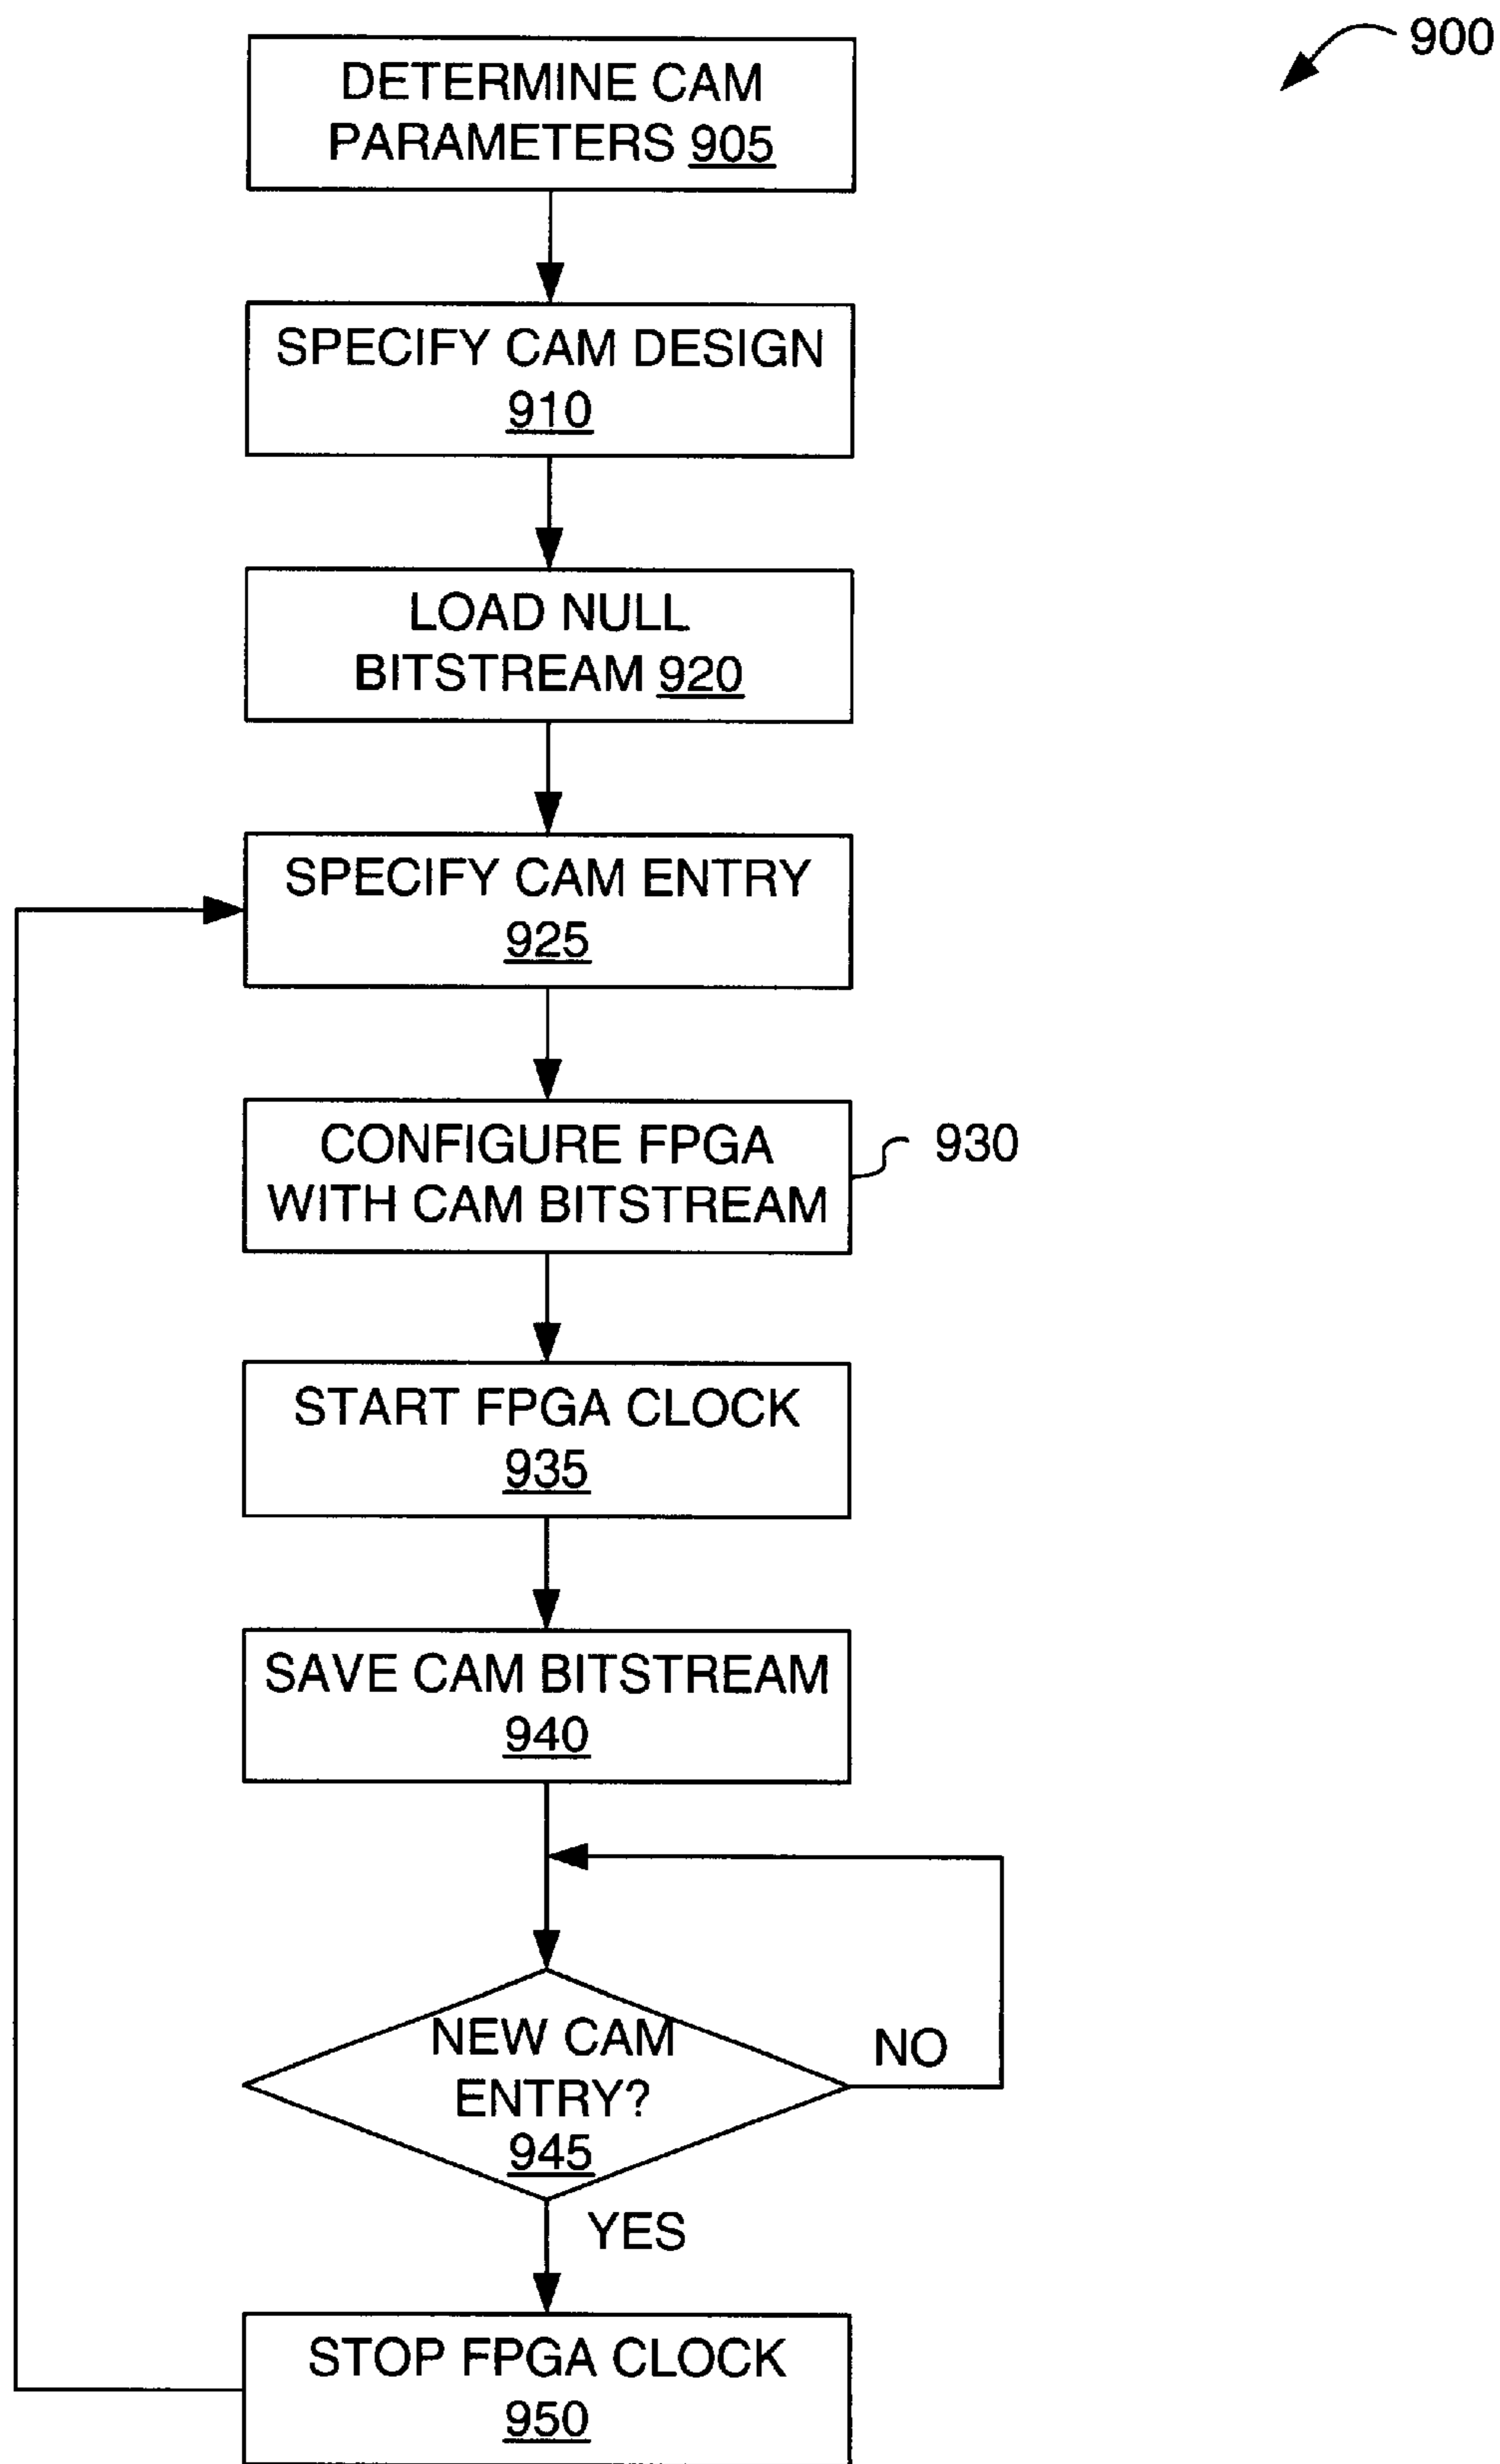 900
DETERMINE CAM
PARAMETERS 905
SPECIFY CAM DESIGN
910
LOAD NULL
BITSTREAM 920
SPECIFY CAM ENTRY
925
CONFIGURE FPGA
WITH CAM BITSTREAM
930
START FPGA CLOCK
935
SAVE CAM BITSTREAM
940
NEW CAM
ENTRY?
945
NO
YES
STOP FPGA CLOCK
950